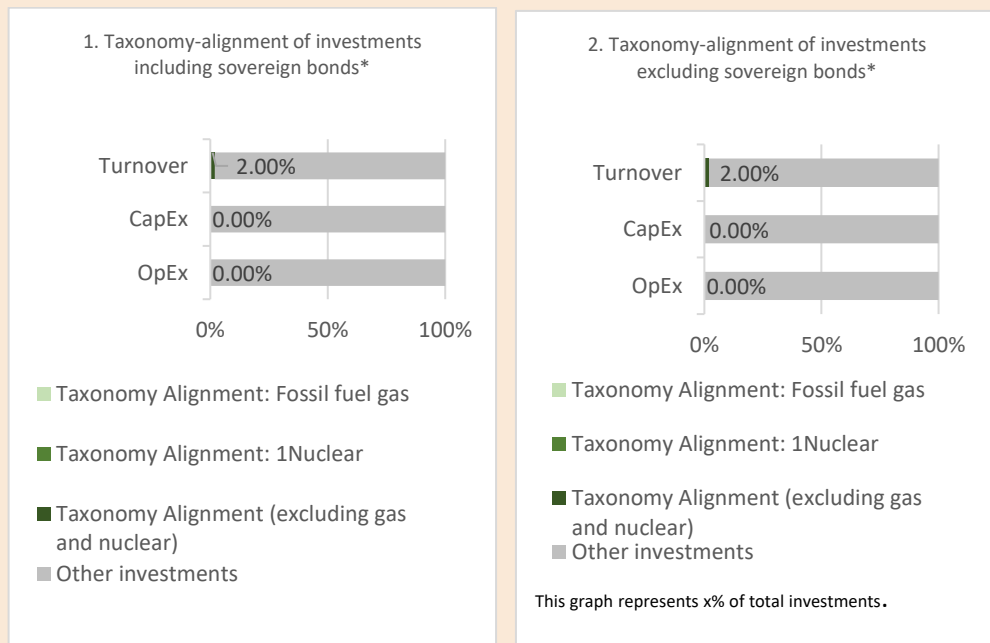 1. Taxonomy-alignment of investments
including sovereign bonds*
Turnover
2.00%
CapEx
0.00%
OpEx
0.00%
0%
50%
100%
Taxonomy Alignment: Fossil fuel gas
Taxonomy Alignment: 1Nuclear
Taxonomy Alignment (excluding gas
and nuclear)
Other investments
2. Taxonomy-alignment of investments
excluding sovereign bonds*
Turnover
2.00%
CapEx
0.00%
OpEx
0.00%
0%
50%
100%
Taxonomy Alignment: Fossil fuel gas
Taxonomy Alignment: 1Nuclear
Taxonomy Alignment (excluding gas
and nuclear)
Other investments
This graph represents x% of total investments.